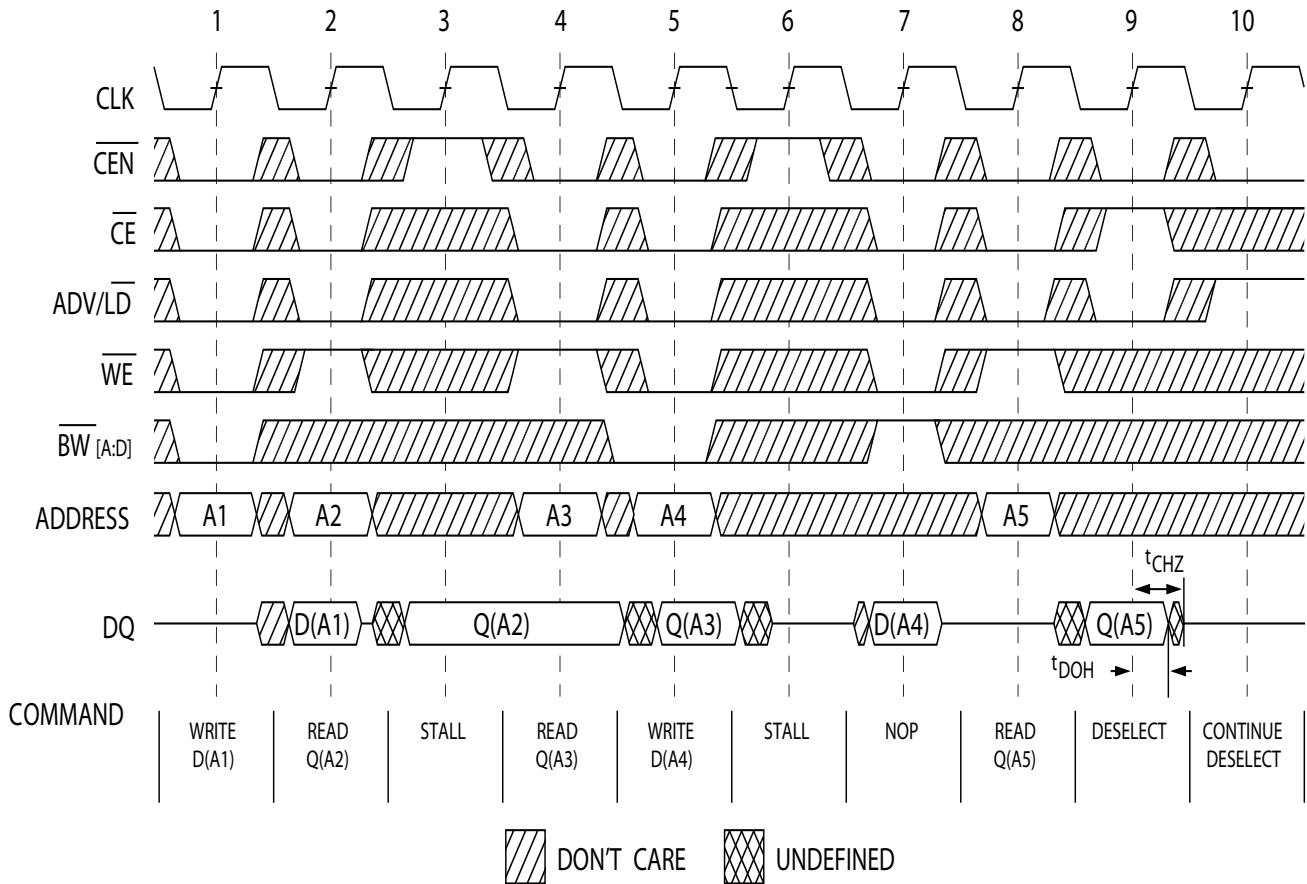 1 2 3 4 5 6 7 8 9 10
CLK
CEN
CE
ADV/LD
WE
BW [A:D]
ADDRESS A1 A2 A3 A4 A5
tCHZ
DQ D(A1) Q(A2) Q(A3) D(A4) Q(A5)
tDOH
COMMAND
WRITE READ STALL READ WRITE STALL NOP READ DESELECT CONTINUE
D(A1) Q(A2) Q(A3) D(A4) Q(A5) DESELECT
DON'T CARE UNDEFINED